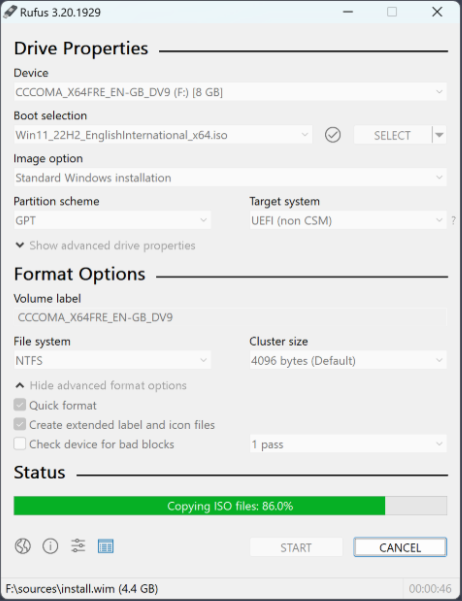 Rufus 3.20.1929
Drive Properties
Device
CCCOMA_X64FRE_EN-GB_DV9 (F:) [8 GB]
Boot selection
Win11_22H2_EnglishInternational_x64.iso
SELECT
Image option
Standard Windows installation
Partition scheme
Target system
GPT
UEFI (non CSM)
?
Show advanced drive properties
Format Options
Volume label
CCCOMA_X64FRE_EN-GB_DV9
File system
Cluster size
NTFS
4096 bytes (Default)
Hide advanced format options
Quick format
Create extended label and icon files
Check device for bad blocks
1 pass
Status
Copying ISO files: 86.0%
START
CANCEL
F:\sources\install.wim (4.4 GB)
00:00:46